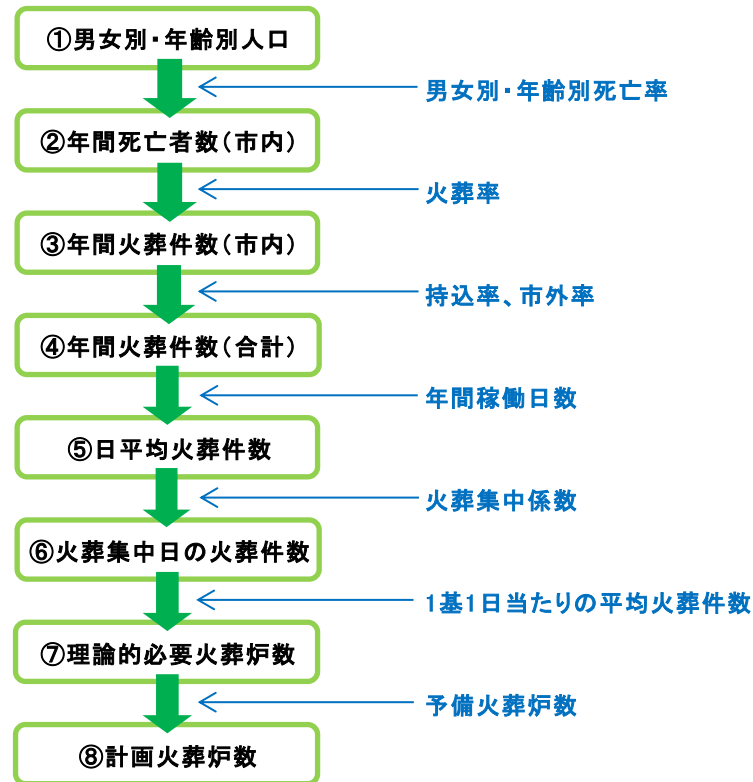 ①男女別・年齢別人口
男女別・年齢別死亡率
②年間死亡者数（市内）
火葬率
③年間火葬件数（市内）
持込率、市外率
④年間火葬件数（合計）
年間稼働日数
⑤日平均火葬件数
火葬集中係数
⑥火葬集中日の火葬件数
1基1日当たりの平均火葬件数
⑦理論的必要火葬炉数
予備火葬炉数
⑧計画火葬炉数